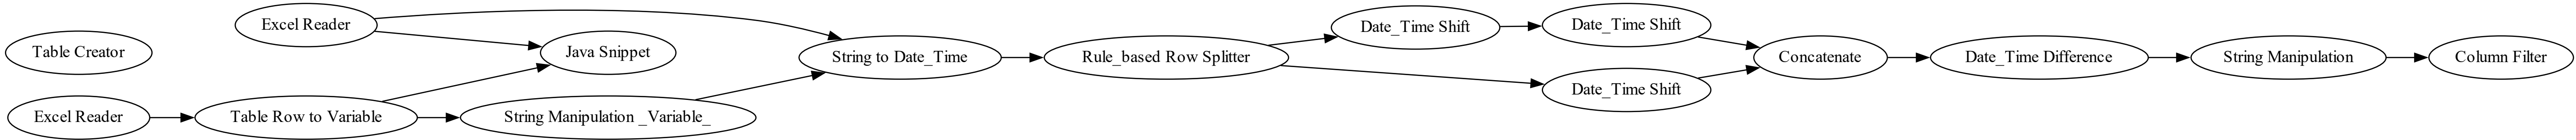 Excel Reader
Table Creator
Excel Reader
Table Row to Variable
Java Snippet
String Manipulation _Variable_
String to Date_Time
Rule_based Row Splitter
Date_Time Shift
Date_Time Shift
Date_Time Shift
Concatenate
Date_Time Difference
String Manipulation
Column Filter